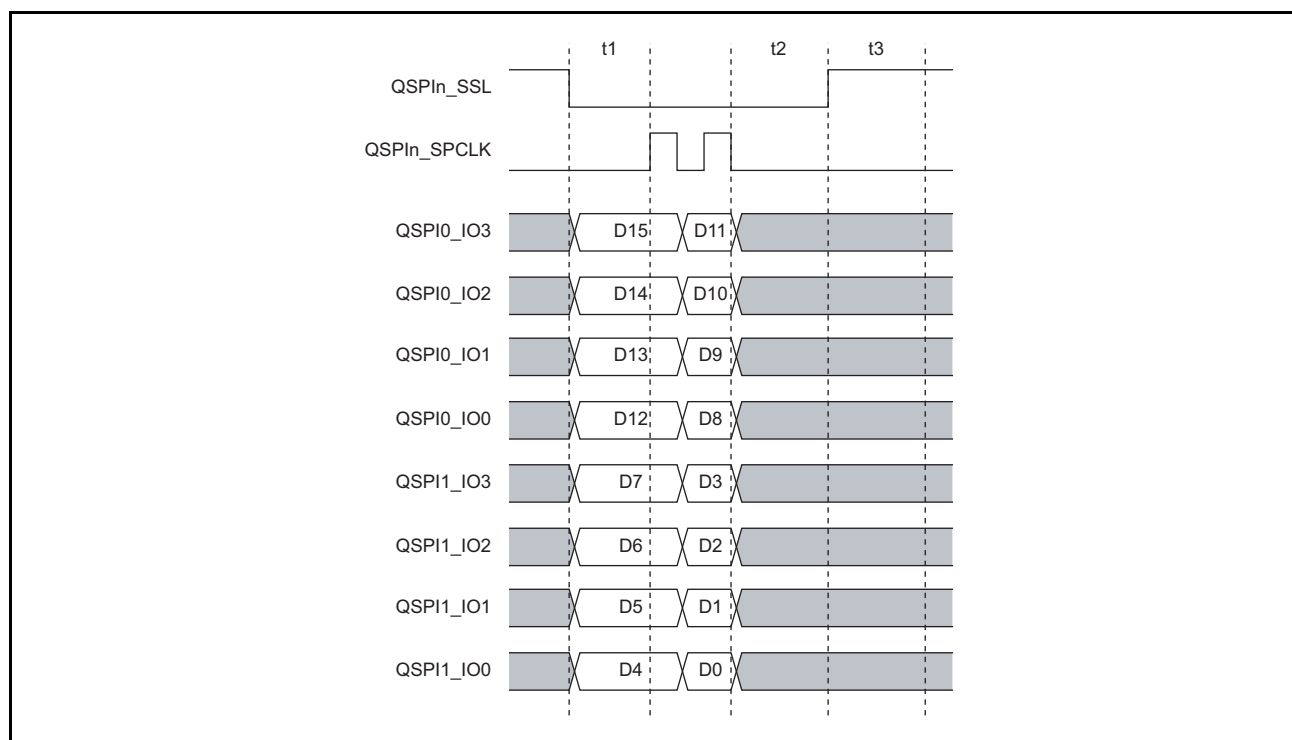 t1 t2 t3
QSPIn_SSL
QSPIn_SPCLK
QSPI0_IO3 D15 D11
QSPI0_IO2 D14 D10
QSPI0_IO1 D13 D9
QSPI0_IO0 D12 D8
QSPI1_IO3 D7 D3
QSPI1_IO2 D6 D2
QSPI1_IO1 D5 D1
QSPI1_IO0 D4 D0